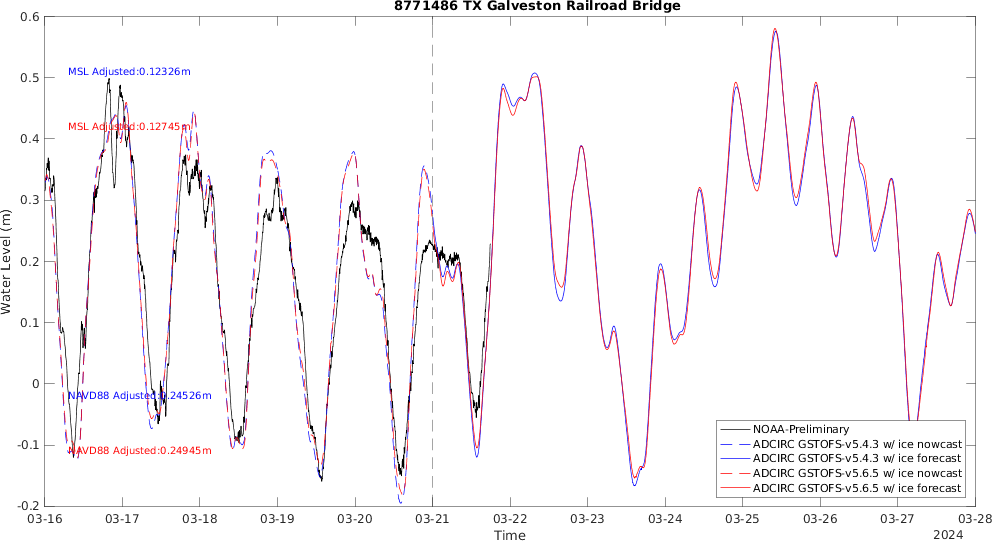 8771486 TX Galveston Railroad Bridge
0.6
0.5
0.4
0.3
0.2
0.1
0
-0.1
-0.2
Water Level (m)
MSL Adjusted:0.12326m
MSL Adjusted:0.12745m
NAVD88 Adjusted:0.24526m
NAVD88 Adjusted:0.24945m
NOAA-Preliminary
ADCIRC GSTOFS-v5.4.3 w/ ice nowcast
ADCIRC GSTOFS-v5.4.3 w/ ice forecast
ADCIRC GSTOFS-v5.6.5 w/ ice nowcast
ADCIRC GSTOFS-v5.6.5 w/ ice forecast
03-16 03-17 03-18 03-19 03-20 03-21 03-22 03-23 03-24 03-25 03-26 03-27 03-28
Time
2024